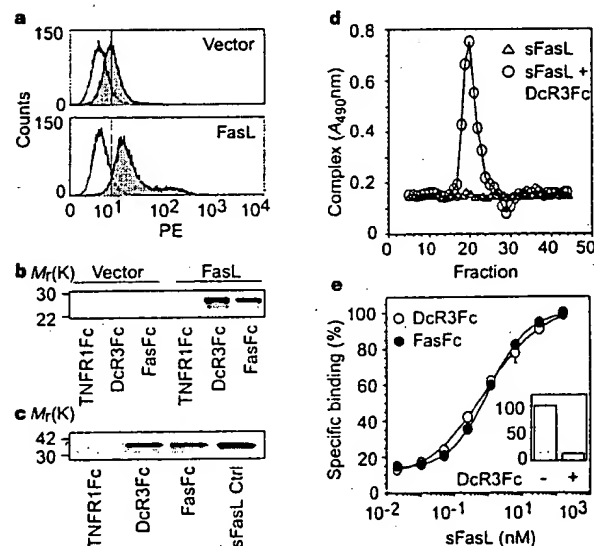 a
150
Vector
0
150
FasL
0
Counts
0 10¹ 10² 10³ 10⁴
PE
b Mr(K) Vector FasL
30
22
TNFR1Fc
DcR3Fc
FasFc
TNFR1Fc
DcR3Fc
FasFc
c Mr(K)
42
30
TNFR1Fc
DcR3Fc
FasFc
sFasL Ctrl
d
sFasL
sFasL +
DcR3Fc
Complex (A490nm)
0.8
0.6
0.4
0.2
0
0 10 20 30 40 50
Fraction
e
DcR3Fc
FasFc
Specific binding (%)
100
80
60
40
20
0
100
50
0
DcR3Fc - +
10⁻² 10⁻¹ 10¹ 10³
sFasL (nM)